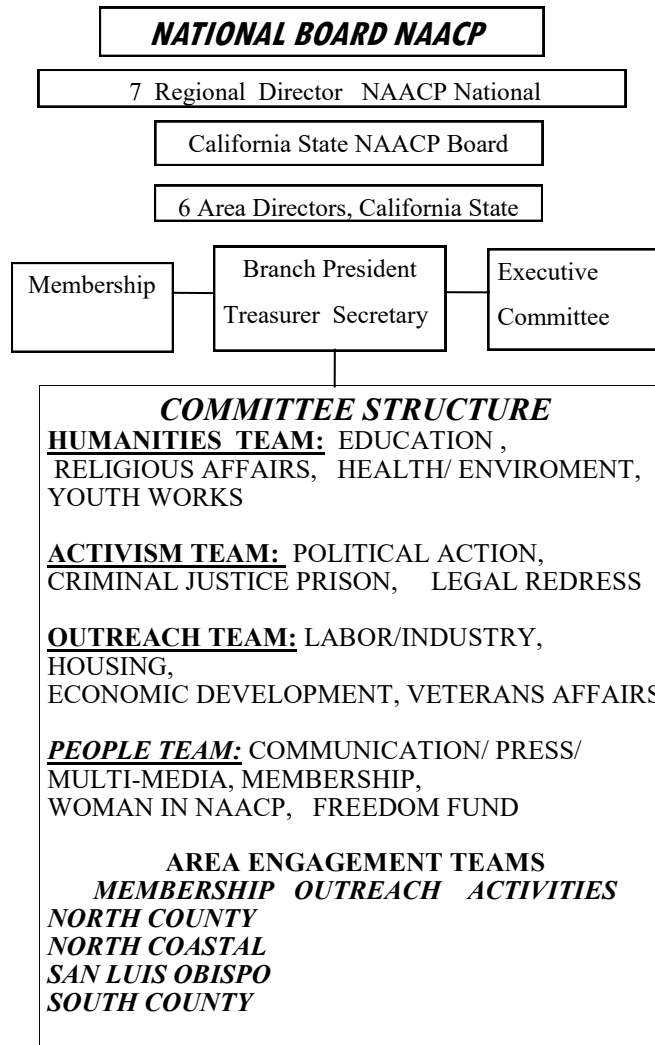 NATIONAL BOARD NAACP
7 Regional Director NAACP National
California State NAACP Board
6 Area Directors, California State
Membership
Branch President
Treasurer Secretary
Executive
Committee
COMMITTEE STRUCTURE
HUMANITIES TEAM: EDUCATION ,
RELIGIOUS AFFAIRS, HEALTH/ ENVIROMENT,
YOUTH WORKS
ACTIVISM TEAM: POLITICAL ACTION,
CRIMINAL JUSTICE PRISON, LEGAL REDRESS
OUTREACH TEAM: LABOR/INDUSTRY,
HOUSING,
ECONOMIC DEVELOPMENT, VETERANS AFFAIRS
PEOPLE TEAM: COMMUNICATION/ PRESS/
MULTI-MEDIA, MEMBERSHIP,
WOMAN IN NAACP, FREEDOM FUND
AREA ENGAGEMENT TEAMS
MEMBERSHIP OUTREACH ACTIVITIES
NORTH COUNTY
NORTH COASTAL
SAN LUIS OBISPO
SOUTH COUNTY